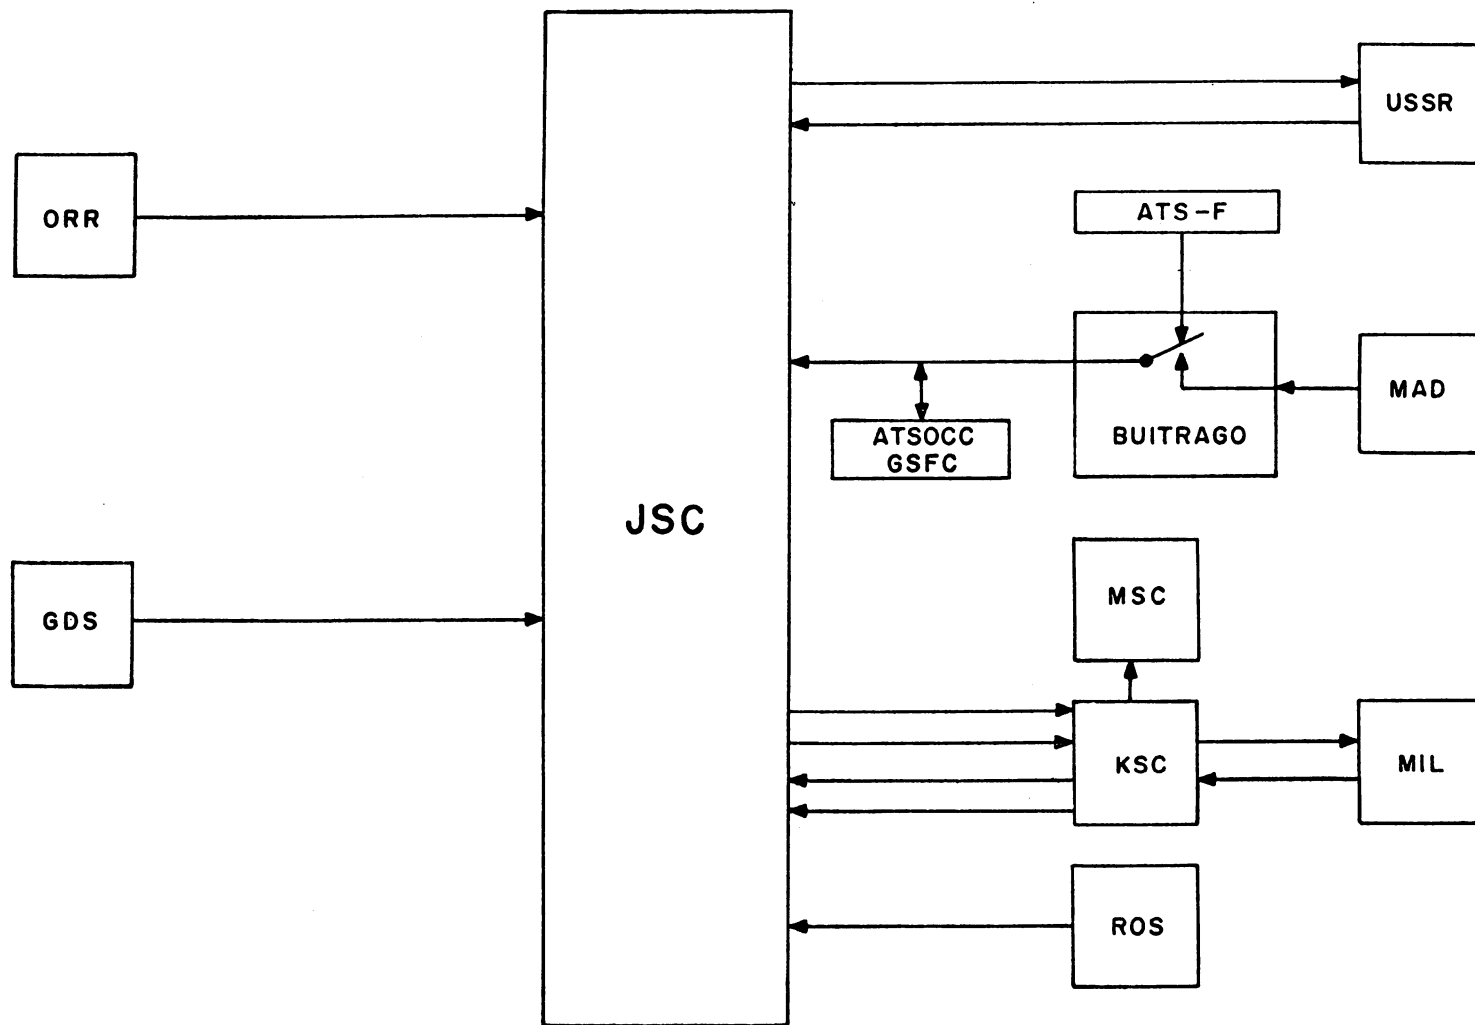 USSR
ORR
ATS-F
MAD
BUITRAGO
ATSOCC
GSFC
JSC
MSC
GDS
KSC
MIL
ROS